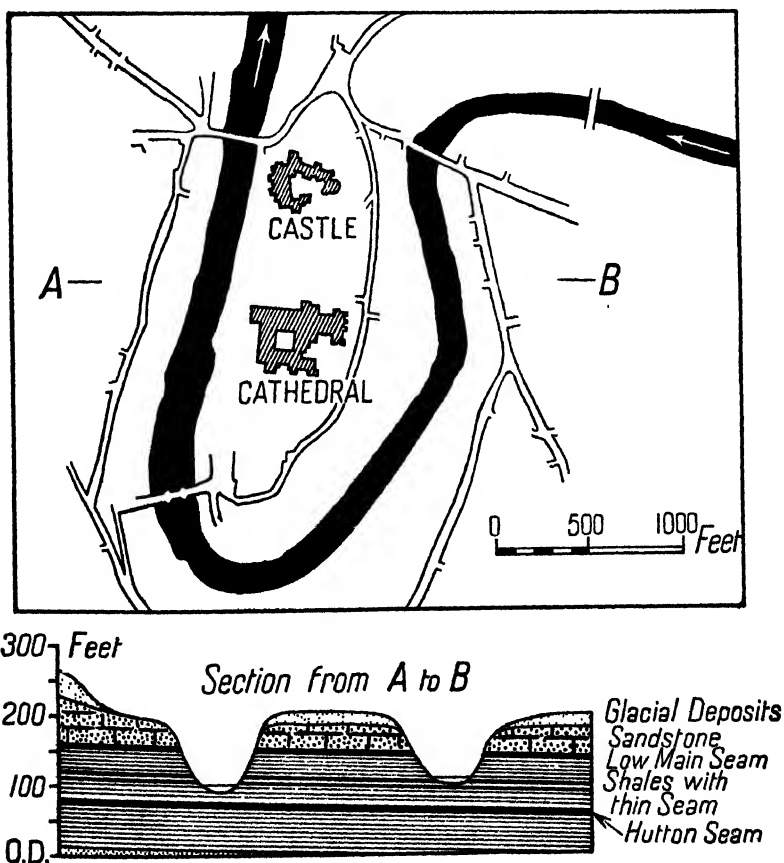 CASTLE
A
B
CATHEDRAL
0 500 1000 Feet
300 Feet
Section from A to B
200
100
O.D.
Glacial Deposits
Sandstone
Low Main Seam
Shales with
thin Seam
Hutton Seam